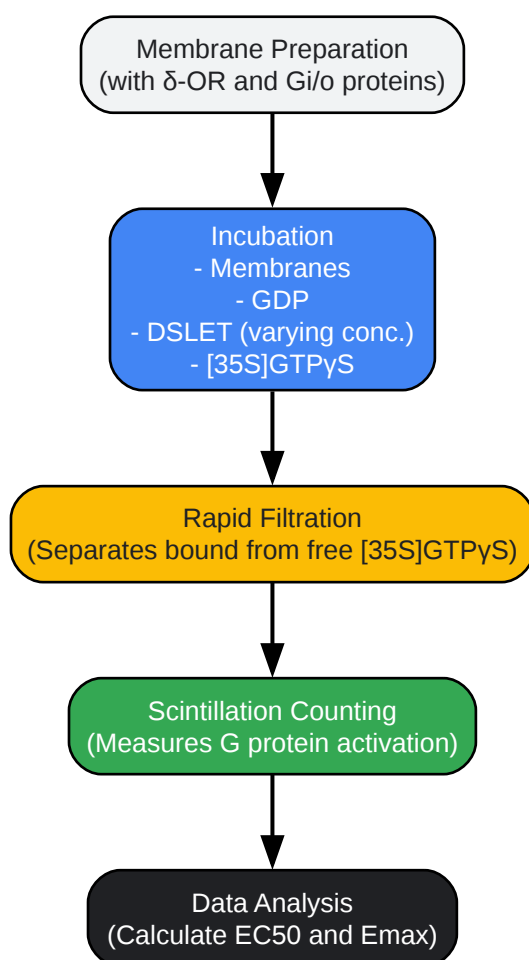 Membrane Preparation
(with δ-OR and Gi/o proteins)
Incubation
- Membranes
- GDP
- DSLET (varying conc.)
- [35S]GTPγS
Rapid Filtration
(Separates bound from free [35S]GTPγS)
Scintillation Counting
(Measures G protein activation)
Data Analysis
(Calculate EC50 and Emax)